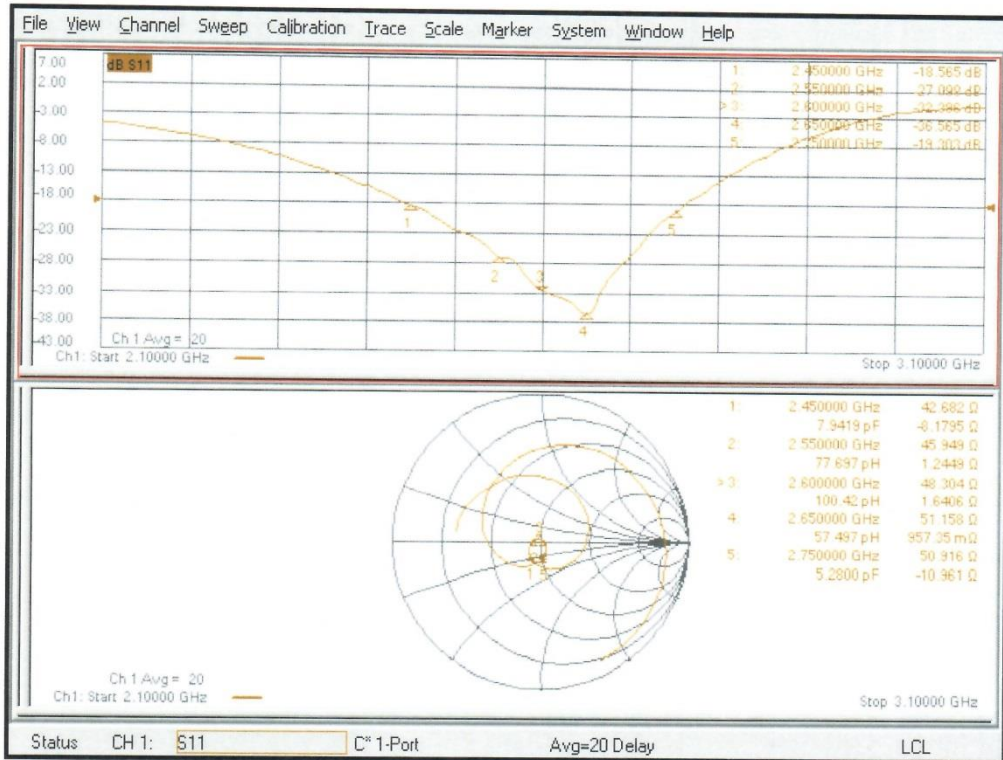 File View Channel Sweep Calibration Trace Scale Marker System Window Help
7.00
2.00
-3.00
-8.00
-13.00
-18.00
-23.00
-28.00
-33.00
-38.00
-43.00
dB S11
1: 2.450000 GHz -18.565 dB
2: 2.550000 GHz
> 3: 2.600000 GHz
4: 2.650000 GHz -36.565 dB
5:
1
2
3
4
5
Ch 1 Avg = 20
Ch1: Start 2.10000 GHz
Stop 3.10000 GHz
1: 2.450000 GHz 42.682 Ω
7.9419 pF -8.1795 Ω
2: 2.550000 GHz 45.949 Ω
77.697 pH 1.2449 Ω
> 3: 2.600000 GHz 48.304 Ω
100.42 pH 1.6406 Ω
4: 2.650000 GHz 51.158 Ω
57.497 pH 957.35 mΩ
5: 2.750000 GHz 50.916 Ω
5.2800 pF -10.961 Ω
1
Ch 1 Avg = 20
Ch1: Start 2.10000 GHz
Stop 3.10000 GHz
Status CH 1: S11 C* 1-Port Avg=20 Delay LCL